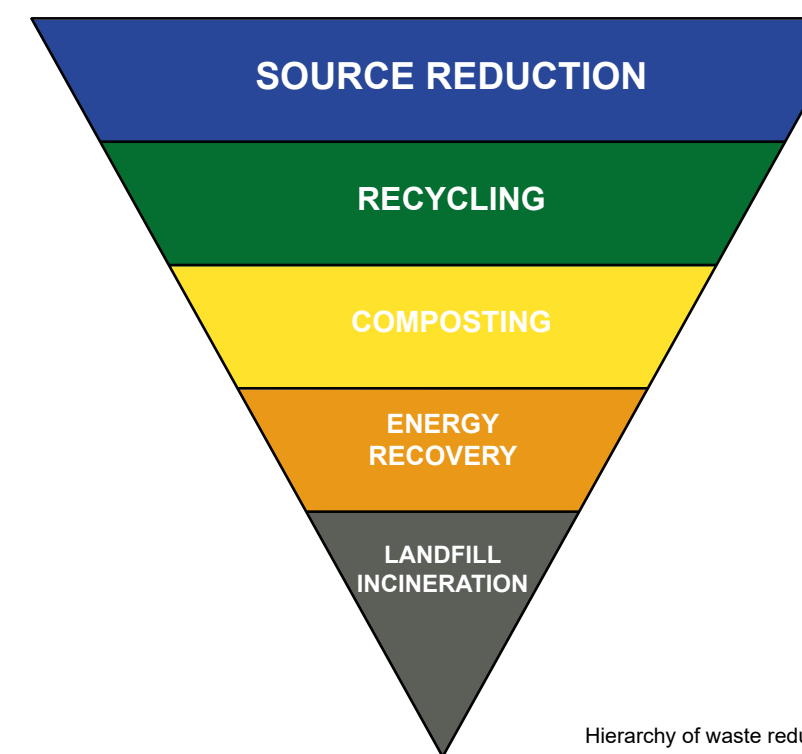 SOURCE REDUCTION
RECYCLING
COMPOSTING
ENERGY
RECOVERY
LANDFILL
INCINERATION
Hierarchy of waste